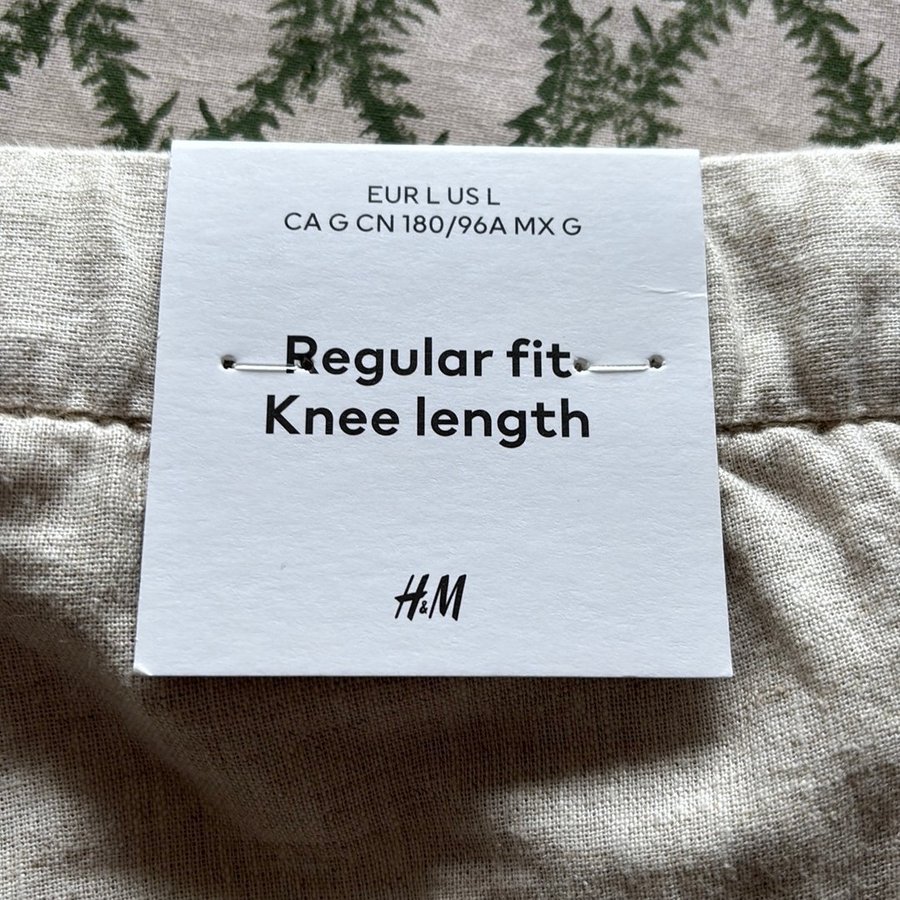 EUR L US L
CA G CN 180/96A MX G
Regular fit
Knee length
H&M